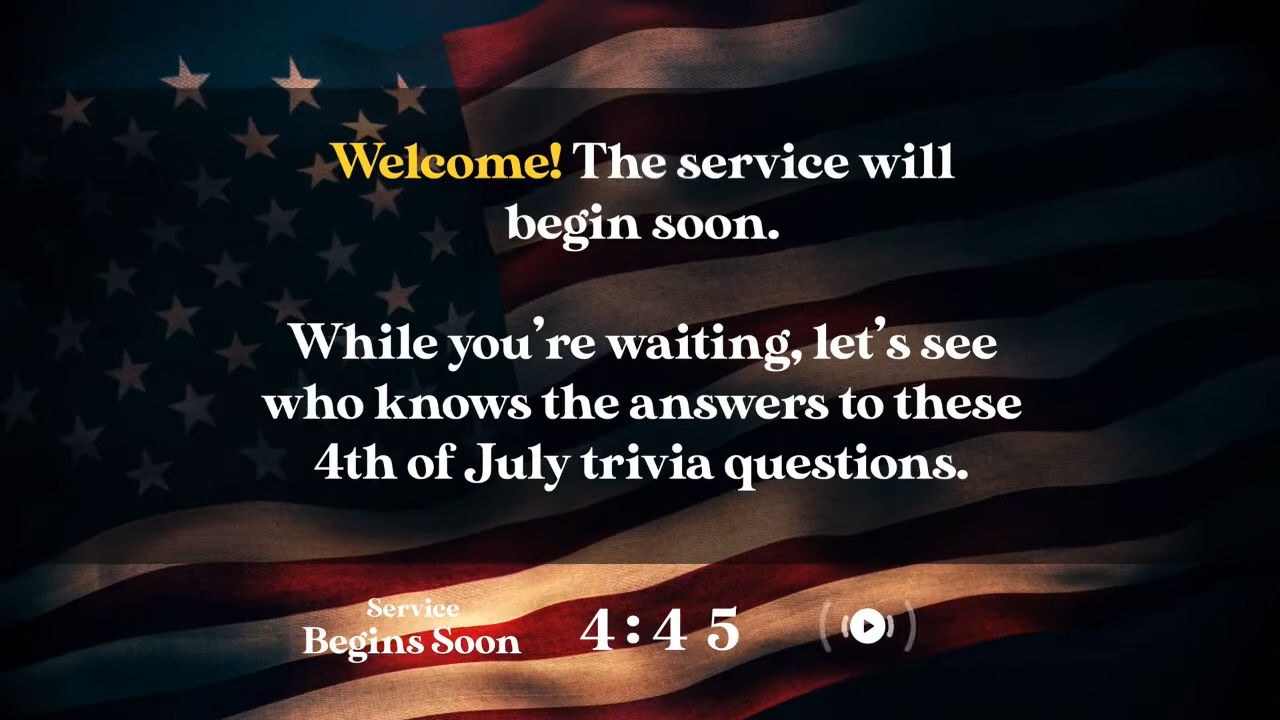 Welcome! The service will
begin soon.
While you’re waiting, let’s see
who knows the answers to these
4th of July trivia questions.
Service
Begins Soon
4:45